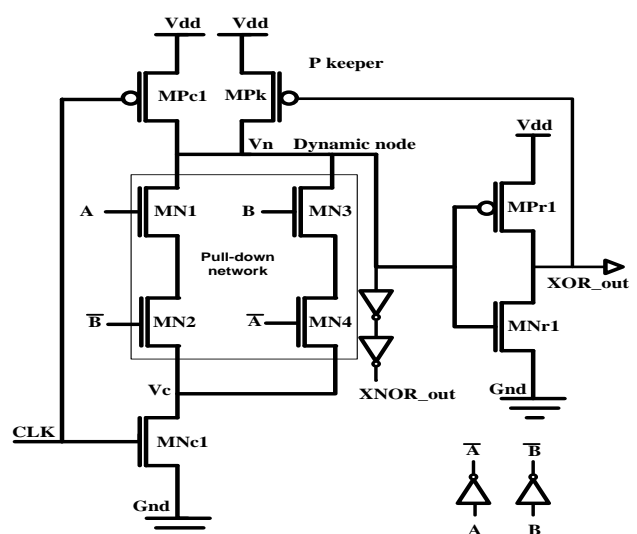 Vdd Vdd
P keeper
MPc1 MPk
Vdd
Vn Dynamic node
A MN1 B MN3 MPr1
Pull-down
network
XOR_out
B̅ MN2 A̅ MN4 MNr1
Vc XNOR_out Gnd
CLK MNc1
A̅ B̅
Gnd
A B